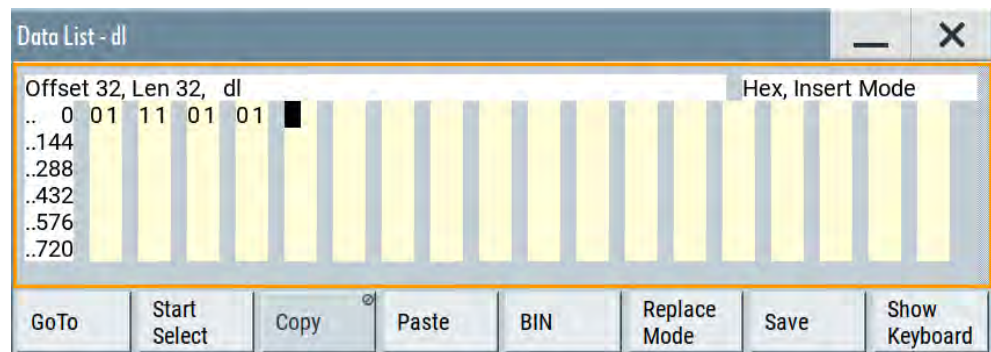 Data List - dl
Offset 32, Len 32, dl Hex, Insert Mode
.. 0 01 11 01 01
..144
..288
..432
..576
..720
GoTo Start Select Copy Paste BIN Replace Mode Save Show Keyboard